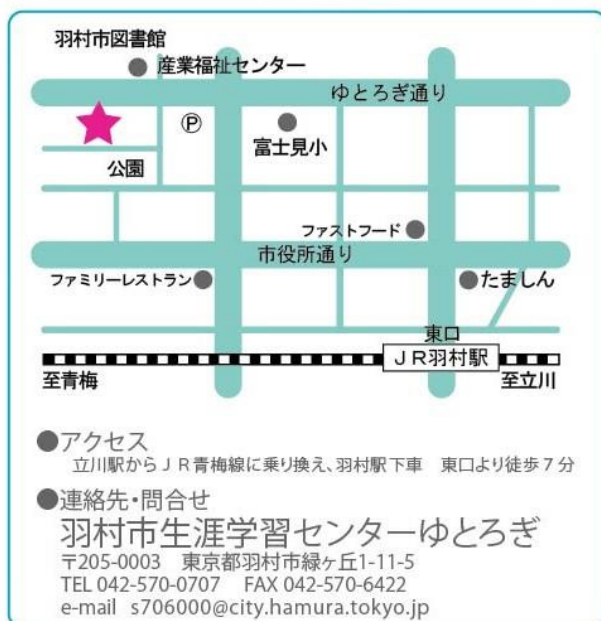 羽村市図書館
産業福祉センター
ゆとろぎ通り
Ⓟ
富士見小
公園
ファストフード
市役所通り
ファミリーレストラン
たましん
東口
ＪＲ羽村駅
至青梅
至立川
●アクセス
立川駅からＪＲ青梅線に乗り換え、羽村駅下車　東口より徒歩７分
●連絡先・問合せ
羽村市生涯学習センターゆとろぎ
〒205-0003　東京都羽村市緑ヶ丘1-11-5
TEL 042-570-0707　FAX 042-570-6422
e-mail s706000@city.hamura.tokyo.jp